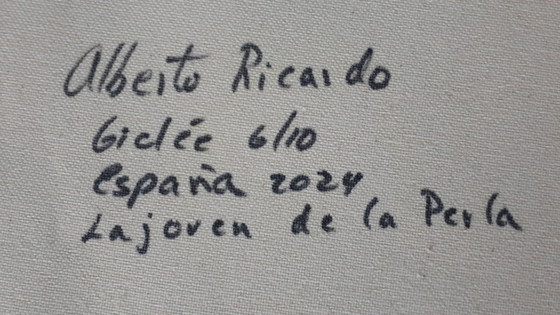 Alberto Ricardo
Giclée 6/10
España 2024
La joven de la Perla